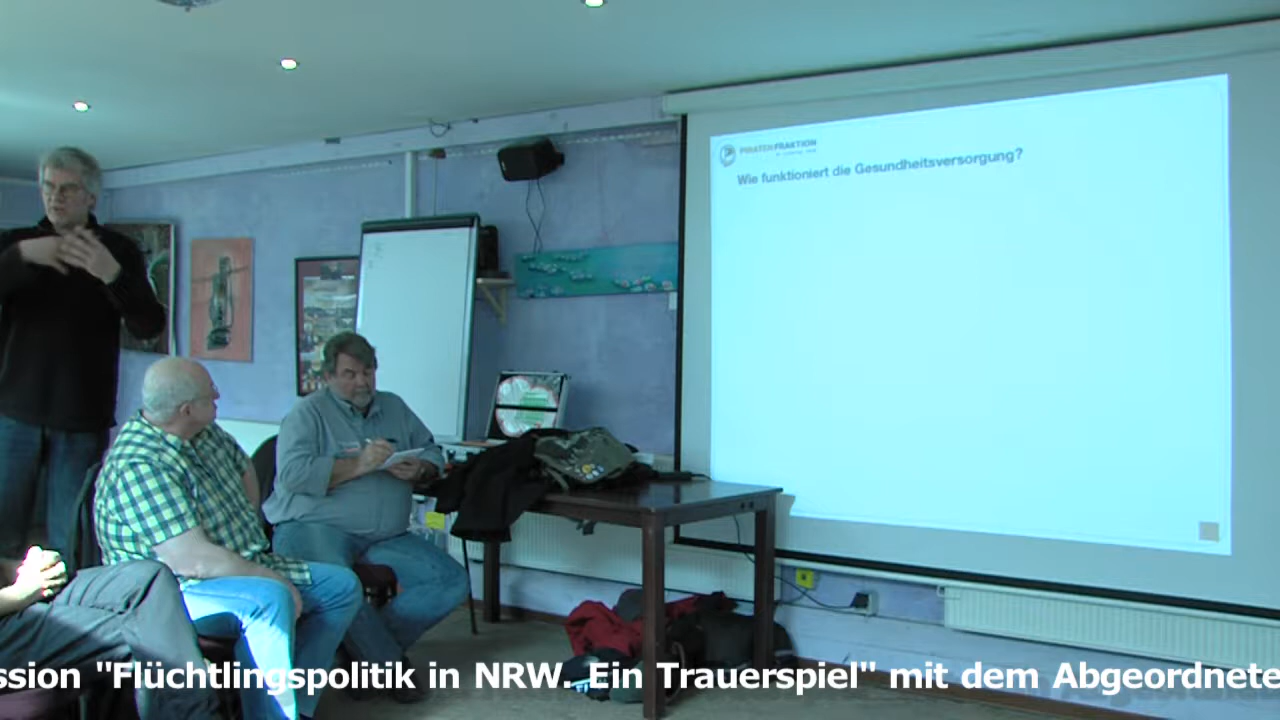 PIRATENFRAKTION
Wie funktioniert die Gesundheitsversorgung?
ssion "Flüchtlingspolitik in NRW. Ein Trauerspiel" mit dem Abgeordnete